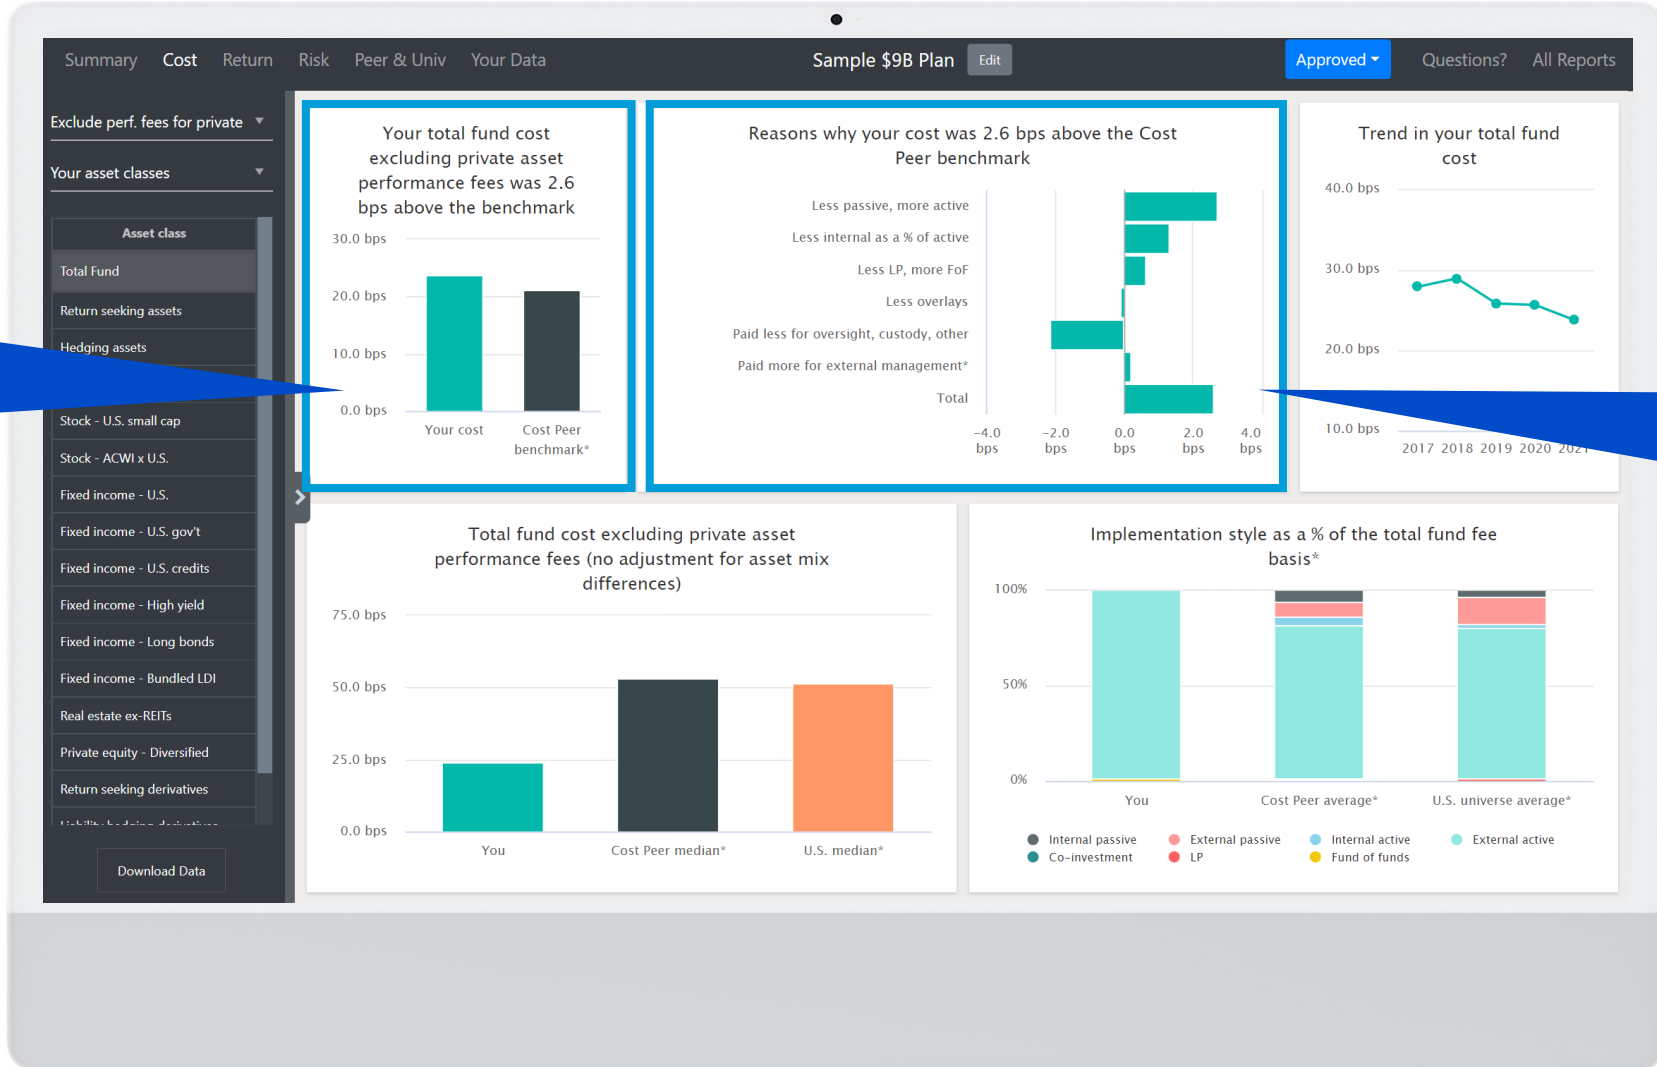 Summary Cost Return Risk Peer & Univ Your Data
Sample $9B Plan Edit
Approved Questions? All Reports
Exclude perf. fees for private
Your asset classes
Asset class
Total Fund
Return seeking assets
Hedging assets
Stock - U.S. small cap
Stock - ACWI x U.S.
Fixed income - U.S.
Fixed income - U.S. gov't
Fixed income - U.S. credits
Fixed income - High yield
Fixed income - Long bonds
Fixed income - Bundled LDI
Real estate ex-REITs
Private equity - Diversified
Return seeking derivatives
Liability hedging derivatives
Download Data
Your total fund cost
excluding private asset
performance fees was 2.6
bps above the benchmark
30.0 bps
20.0 bps
10.0 bps
0.0 bps
Your cost
Cost Peer
benchmark*
Reasons why your cost was 2.6 bps above the Cost
Peer benchmark
Less passive, more active
Less internal as a % of active
Less LP, more FoF
Less overlays
Paid less for oversight, custody, other
Paid more for external management*
Total
−4.0 −2.0 0.0 2.0 4.0
bps bps bps bps bps
Trend in your total fund
cost
40.0 bps
30.0 bps
20.0 bps
10.0 bps
2017 2018 2019 2020 2021
Total fund cost excluding private asset
performance fees (no adjustment for asset mix
differences)
75.0 bps
50.0 bps
25.0 bps
0.0 bps
You Cost Peer median* U.S. median*
Implementation style as a % of the total fund fee
basis*
100%
50%
0%
You Cost Peer average* U.S. universe average*
Internal passive External passive Internal active External active
Co-investment LP Fund of funds